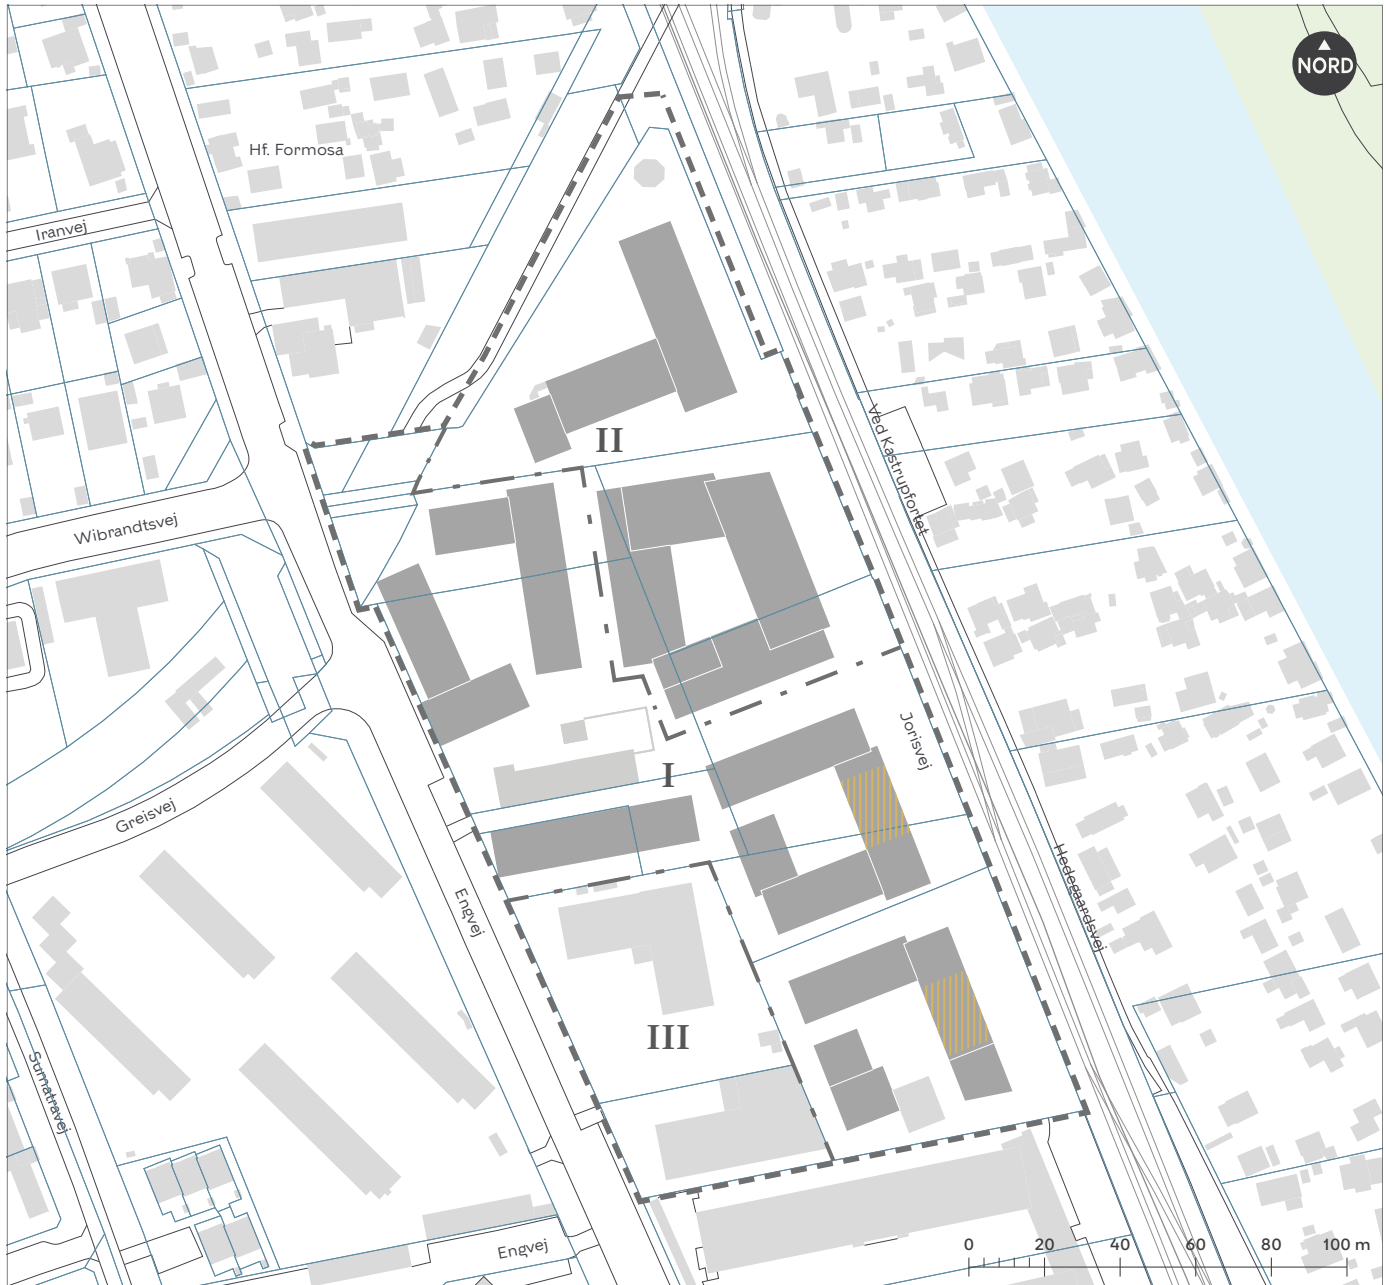 NORD
Hf. Formosa
Iranvej
Ved Kastrupfortet
II
Wibrandtsvej
Jorisvej
I
Greisvej
Hedegaardsvej
Engvej
III
Sumatravej
Engvej
0 20 40 60 80 100 m